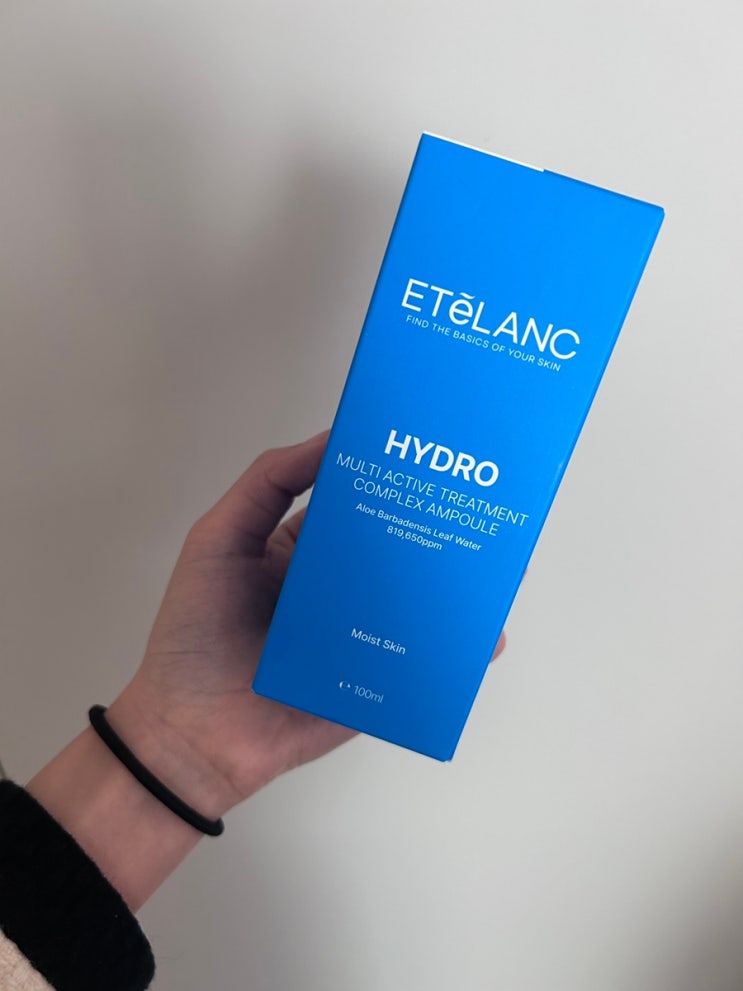 ETĕLANC
FIND THE BASICS OF YOUR SKIN
HYDRO
MULTI ACTIVE TREATMENT
COMPLEX AMPOULE
Aloe Barbadensis Leaf Water
819,650ppm
Moist Skin
℮ 100ml